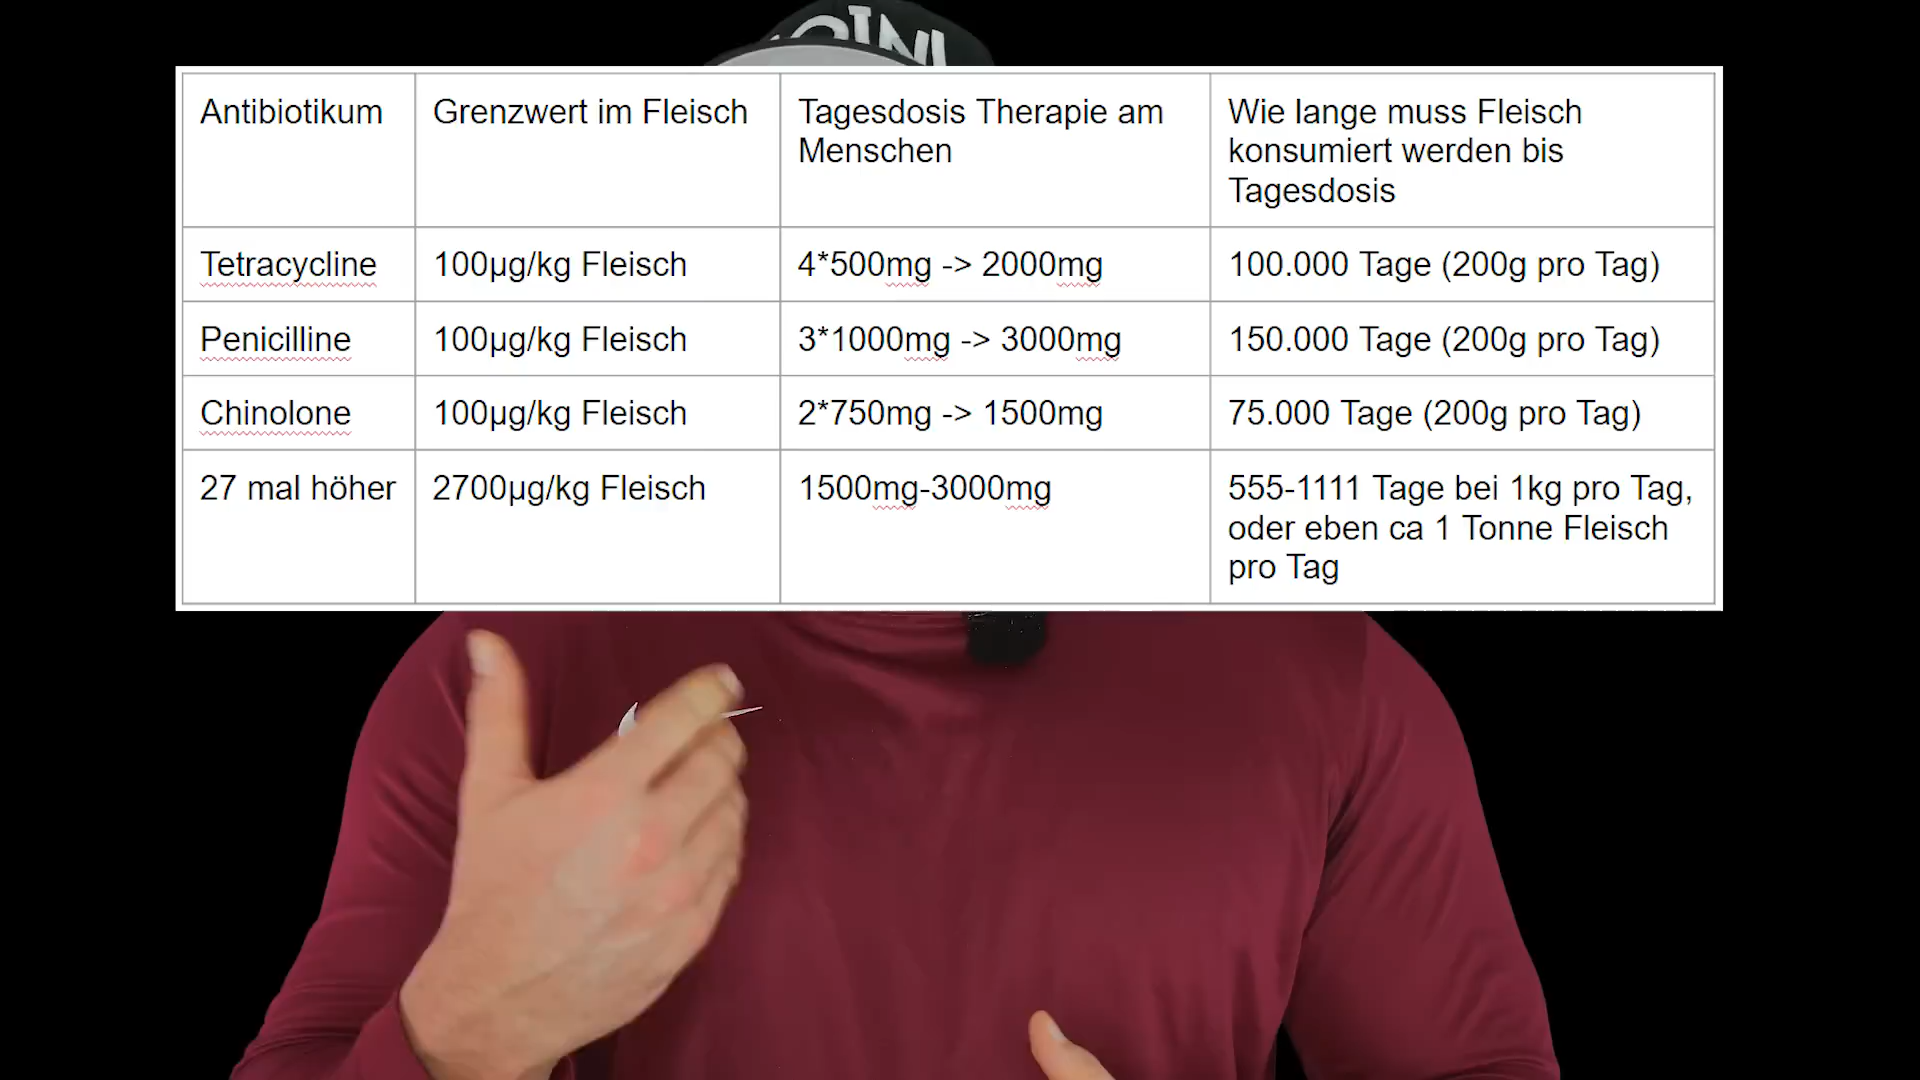 Antibiotikum
Grenzwert im Fleisch
Tagesdosis Therapie am
Menschen
Wie lange muss Fleisch
konsumiert werden bis
Tagesdosis
Tetracycline
100µg/kg Fleisch
4*500mg -> 2000mg
100.000 Tage (200g pro Tag)
Penicilline
100µg/kg Fleisch
3*1000mg -> 3000mg
150.000 Tage (200g pro Tag)
Chinolone
100µg/kg Fleisch
2*750mg -> 1500mg
75.000 Tage (200g pro Tag)
27 mal höher
2700µg/kg Fleisch
1500mg-3000mg
555-1111 Tage bei 1kg pro Tag,
oder eben ca 1 Tonne Fleisch
pro Tag